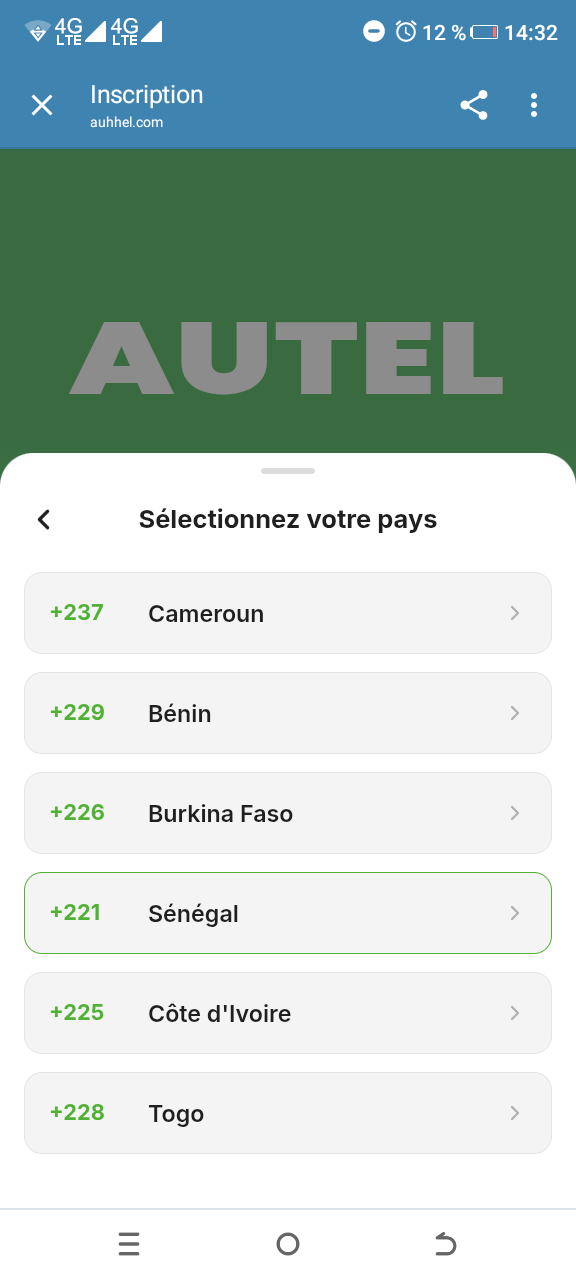 4G LTE 4G LTE 12 % 14:32
Inscription
auhhel.com
AUTEL
Sélectionnez votre pays
+237 Cameroun
+229 Bénin
+226 Burkina Faso
+221 Sénégal
+225 Côte d'Ivoire
+228 Togo